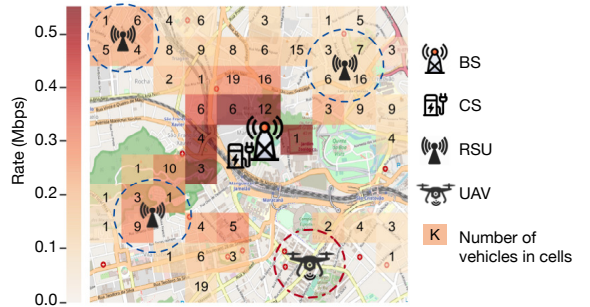 Rate (Mbps)
0.5
0.4
0.3
0.2
0.1
0.0
1 6 4 6 3 1 5
5 4 8 9 8 6 15 3 7 3
Rocha
2 1 19 16 6 16
6 6 12 3 9 9
4 1 4
1 10 3
1 3 1
1 9 4 5 2 4 3
1 6 3 1
19
BS
CS
RSU
UAV
K Number of
vehicles in cells